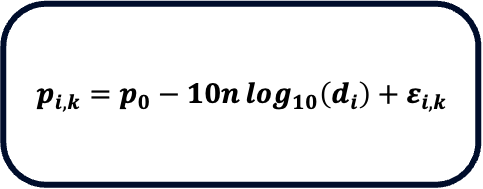 p_{i,k} = p_0 − 10n log_{10}(d_i) + ε_{i,k}